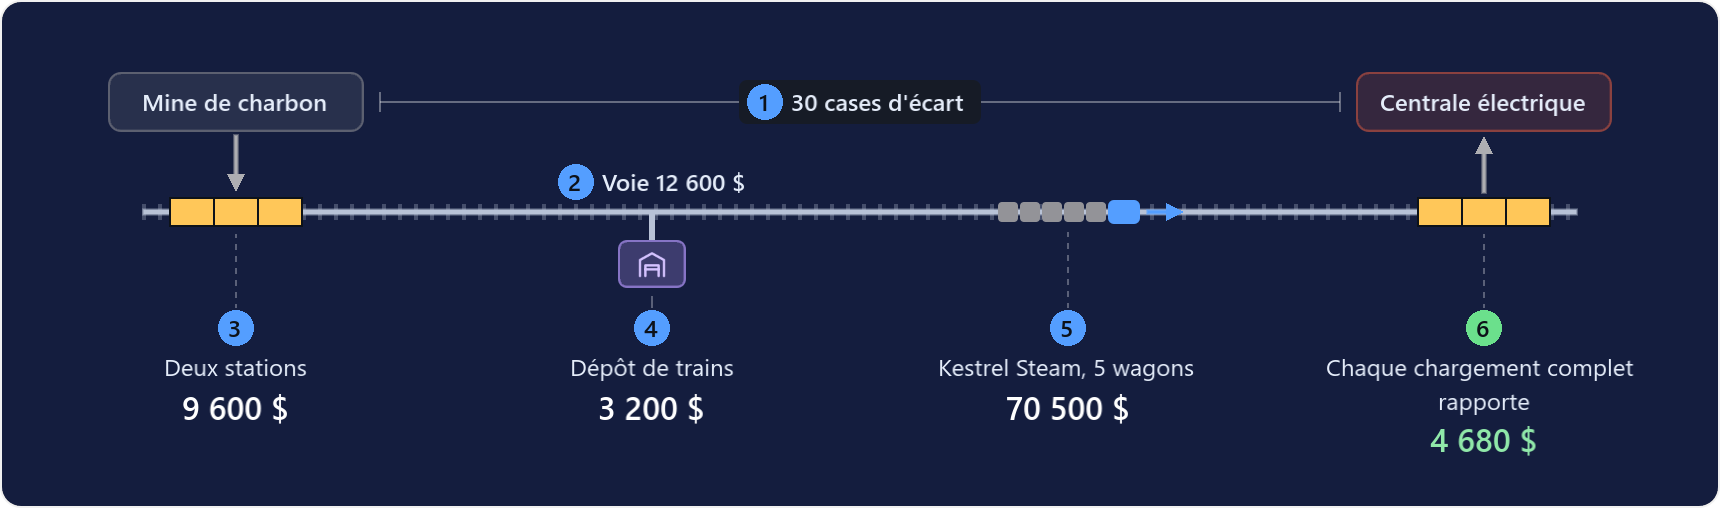 Mine de charbon
1 30 cases d'écart
Centrale électrique
2 Voie 12 600 $
3
Deux stations
9 600 $
4
Dépôt de trains
3 200 $
5
Kestrel Steam, 5 wagons
70 500 $
6
Chaque chargement complet
rapporte
4 680 $